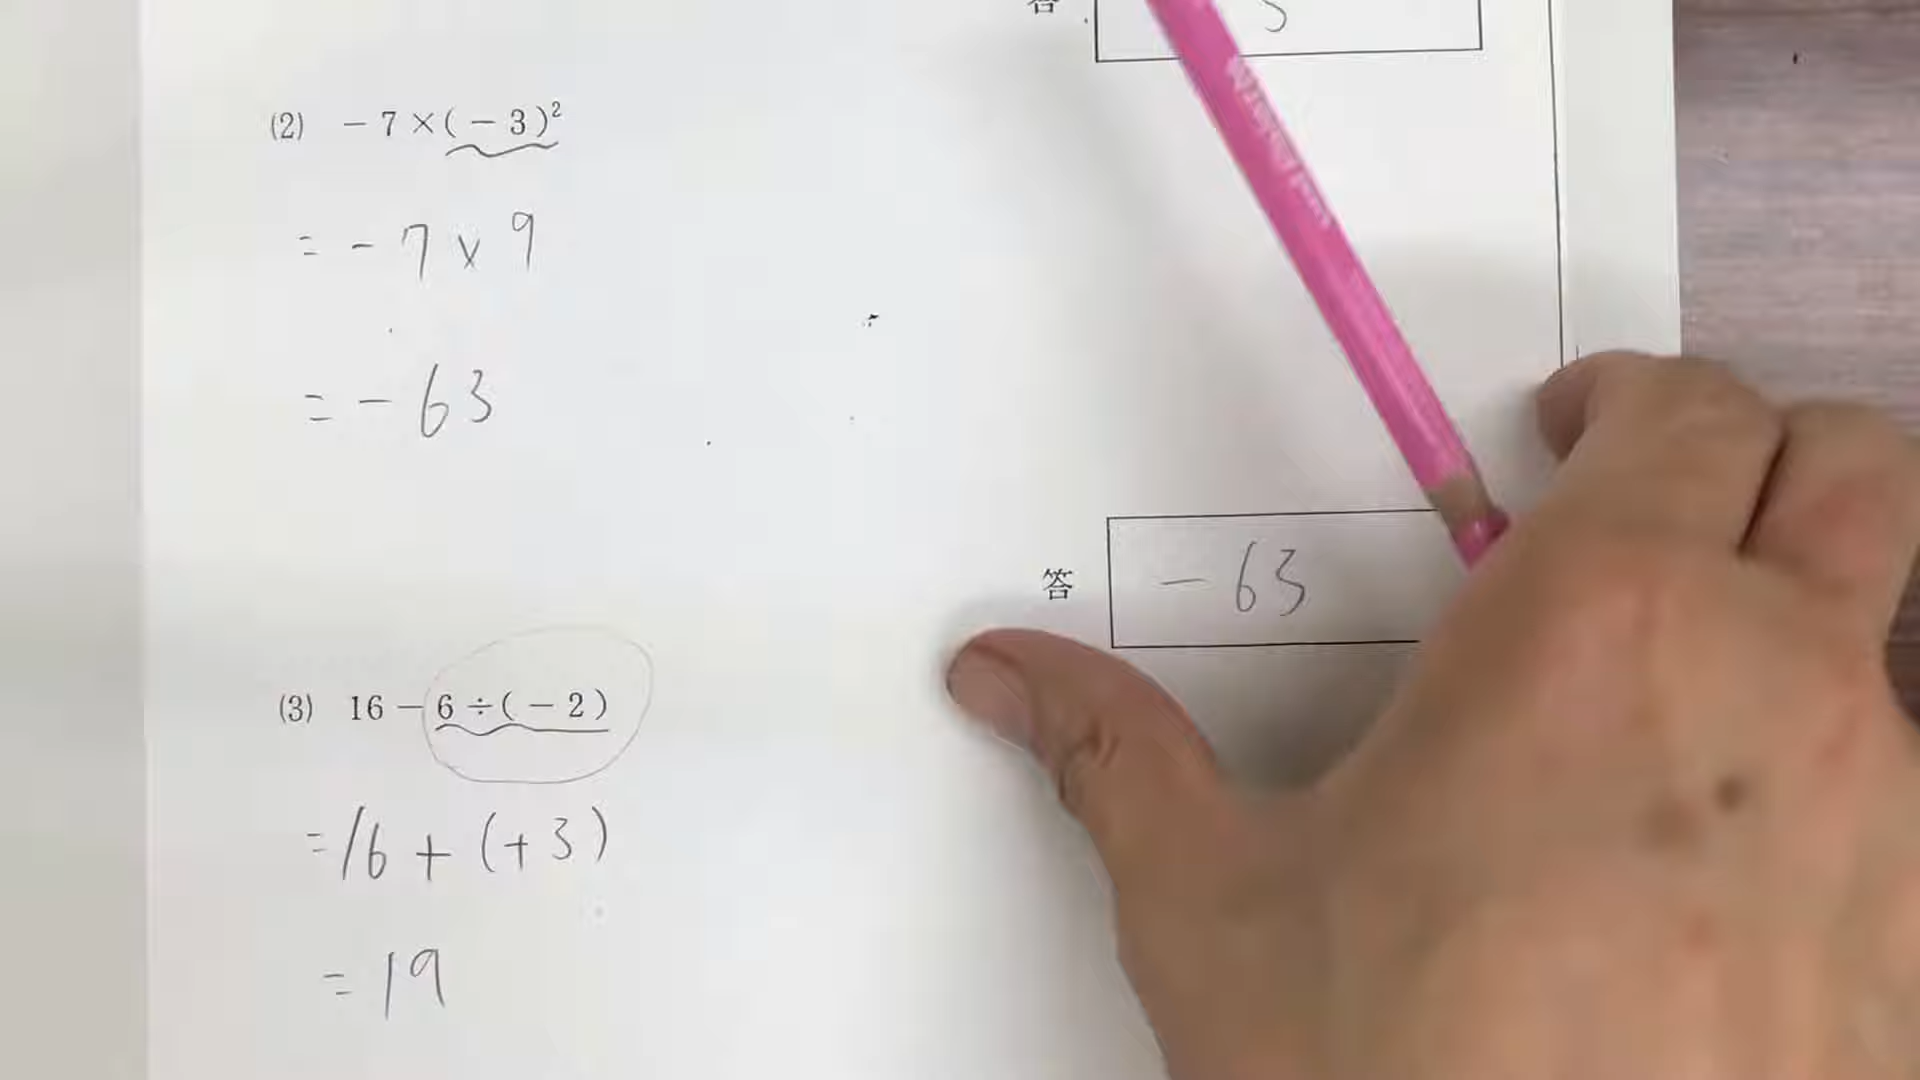 答
(2) －7×(－3)²
= - 7 × 9
= - 63
答 - 63
(3) 16－6÷(－2)
= 16 + (+3)
= 19